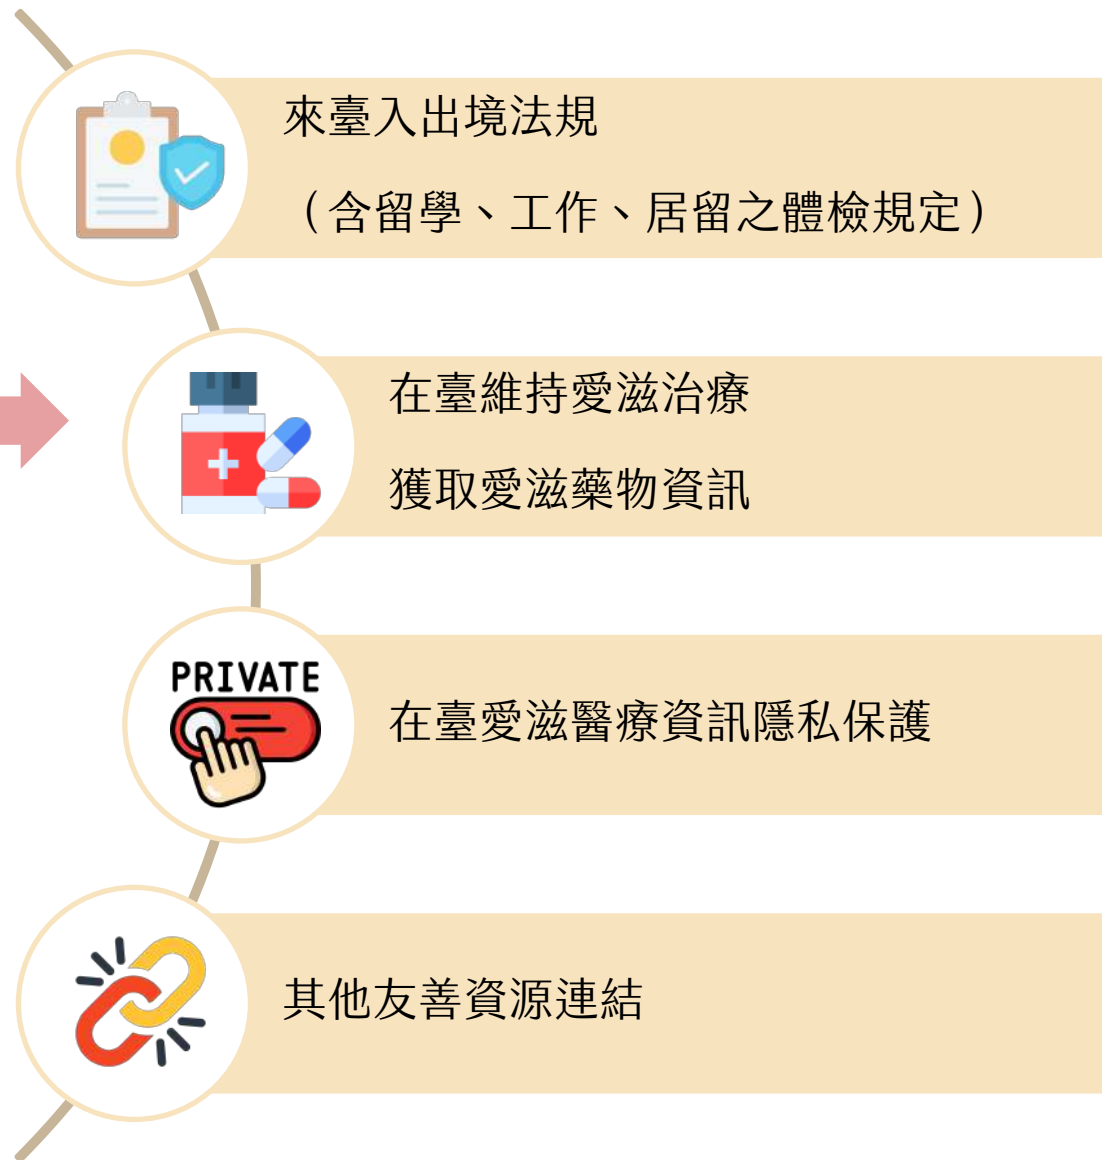 來臺入出境法規
（含留學、工作、居留之體檢規定）
在臺維持愛滋治療
獲取愛滋藥物資訊
PRIVATE
在臺愛滋醫療資訊隱私保護
其他友善資源連結